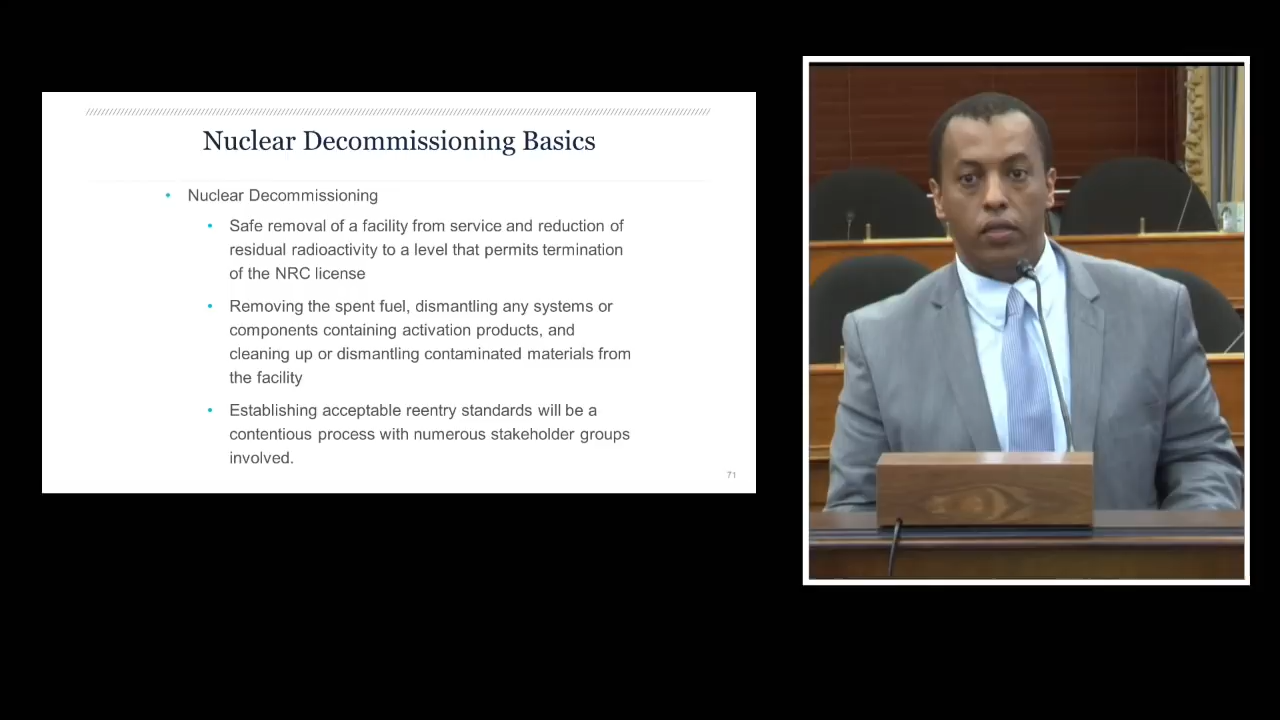 Nuclear Decommissioning Basics
• Nuclear Decommissioning
• Safe removal of a facility from service and reduction of
residual radioactivity to a level that permits termination
of the NRC license
• Removing the spent fuel, dismantling any systems or
components containing activation products, and
cleaning up or dismantling contaminated materials from
the facility
• Establishing acceptable reentry standards will be a
contentious process with numerous stakeholder groups
involved.
71